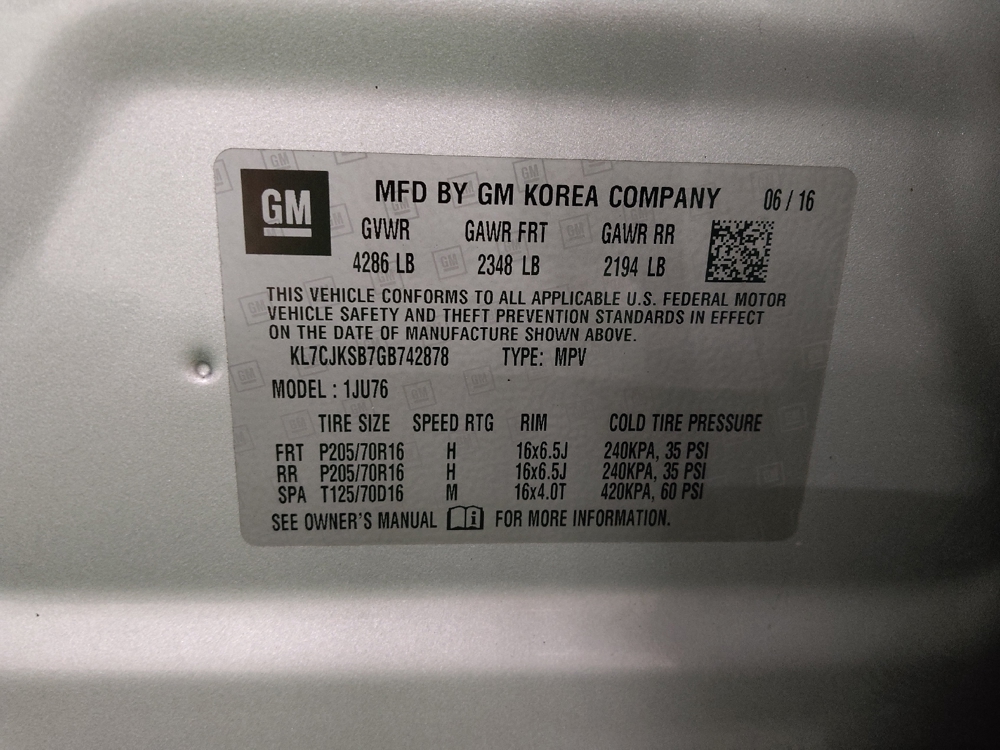 GM
MFD BY GM KOREA COMPANY 06 / 16
GVWR GAWR FRT GAWR RR
4286 LB 2348 LB 2194 LB
THIS VEHICLE CONFORMS TO ALL APPLICABLE U.S. FEDERAL MOTOR
VEHICLE SAFETY AND THEFT PREVENTION STANDARDS IN EFFECT
ON THE DATE OF MANUFACTURE SHOWN ABOVE.
KL7CJKSB7GB742878 TYPE: MPV
MODEL : 1JU76
TIRE SIZE SPEED RTG RIM COLD TIRE PRESSURE
FRT P205/70R16 H 16x6.5J 240KPA, 35 PSI
RR P205/70R16 H 16x6.5J 240KPA, 35 PSI
SPA T125/70D16 M 16x4.0T 420KPA, 60 PSI
SEE OWNER'S MANUAL i FOR MORE INFORMATION.